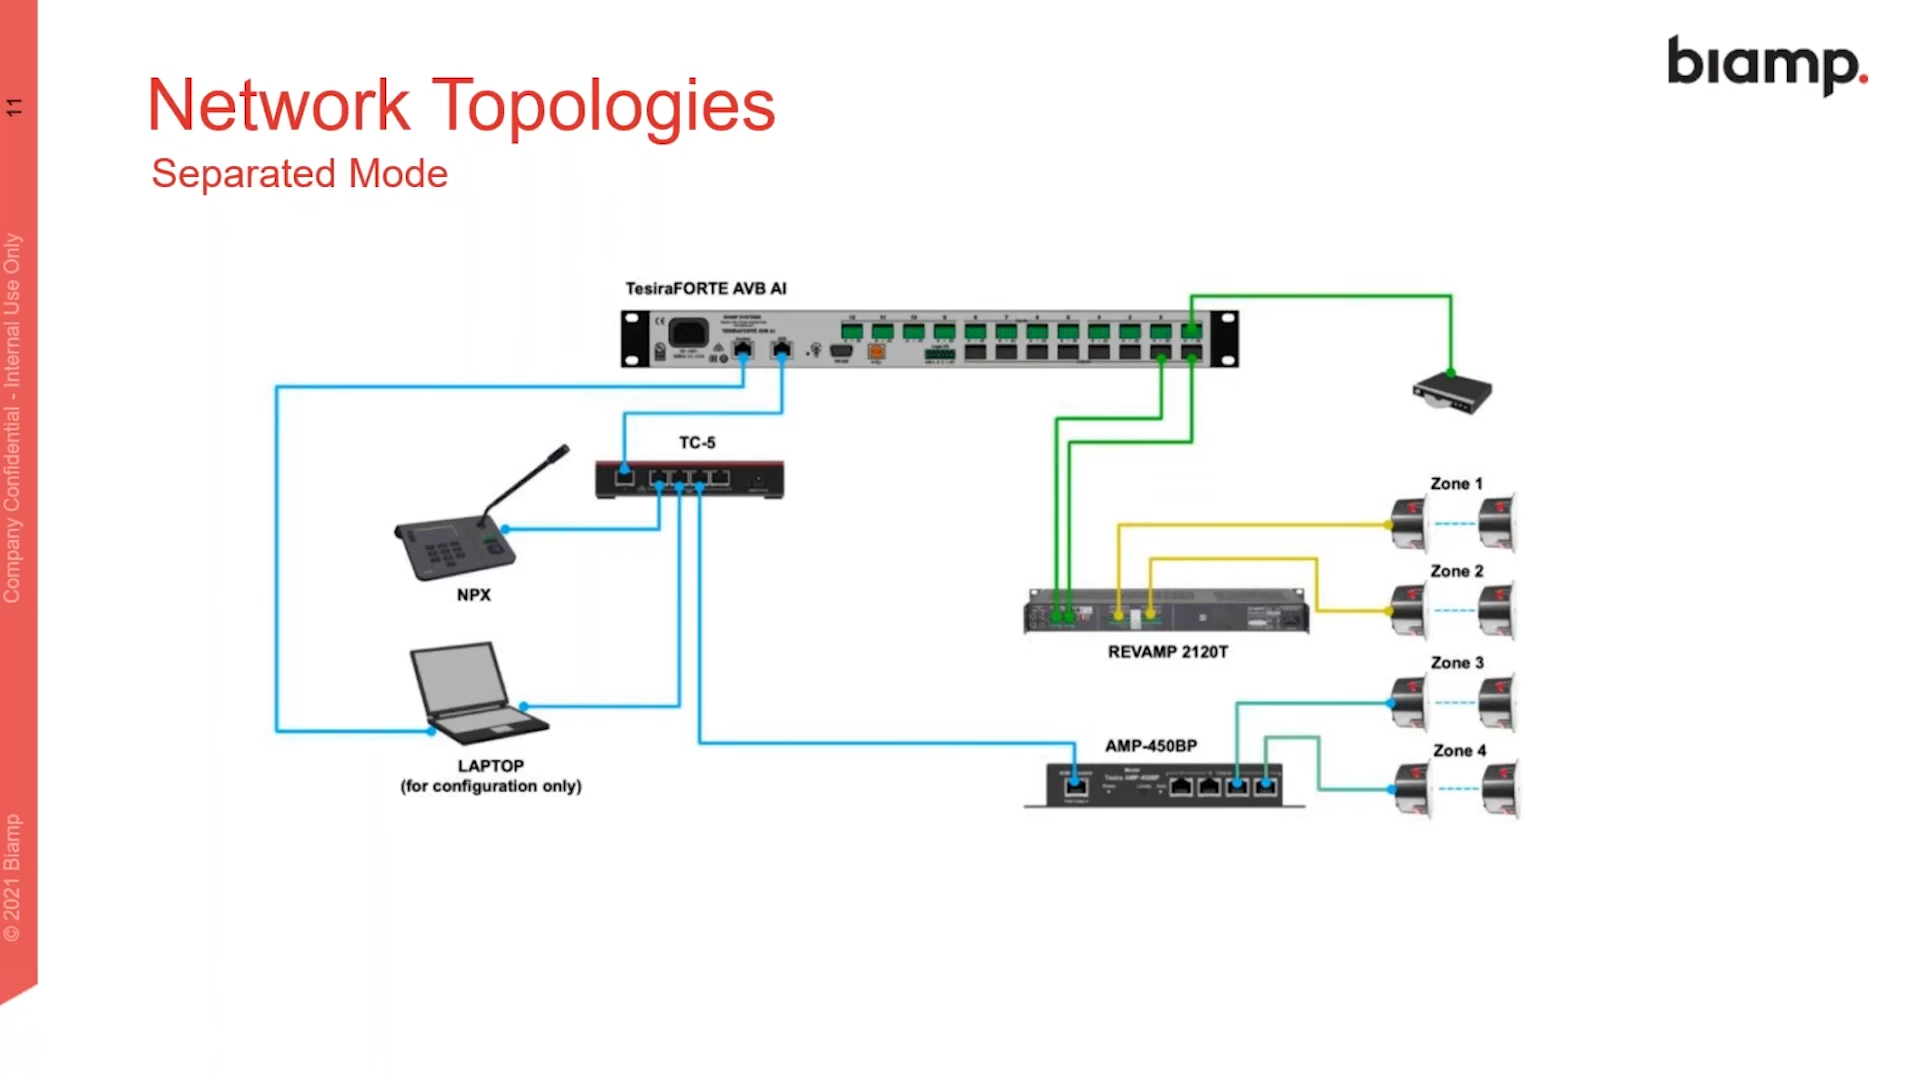 biamp.
11
Network Topologies
Separated Mode
Company Confidential - Internal Use Only
© 2021 Biamp
TesiraFORTE AVB AI
TC-5
NPX
LAPTOP
(for configuration only)
Zone 1
Zone 2
REVAMP 2120T
Zone 3
AMP-450BP
Zone 4